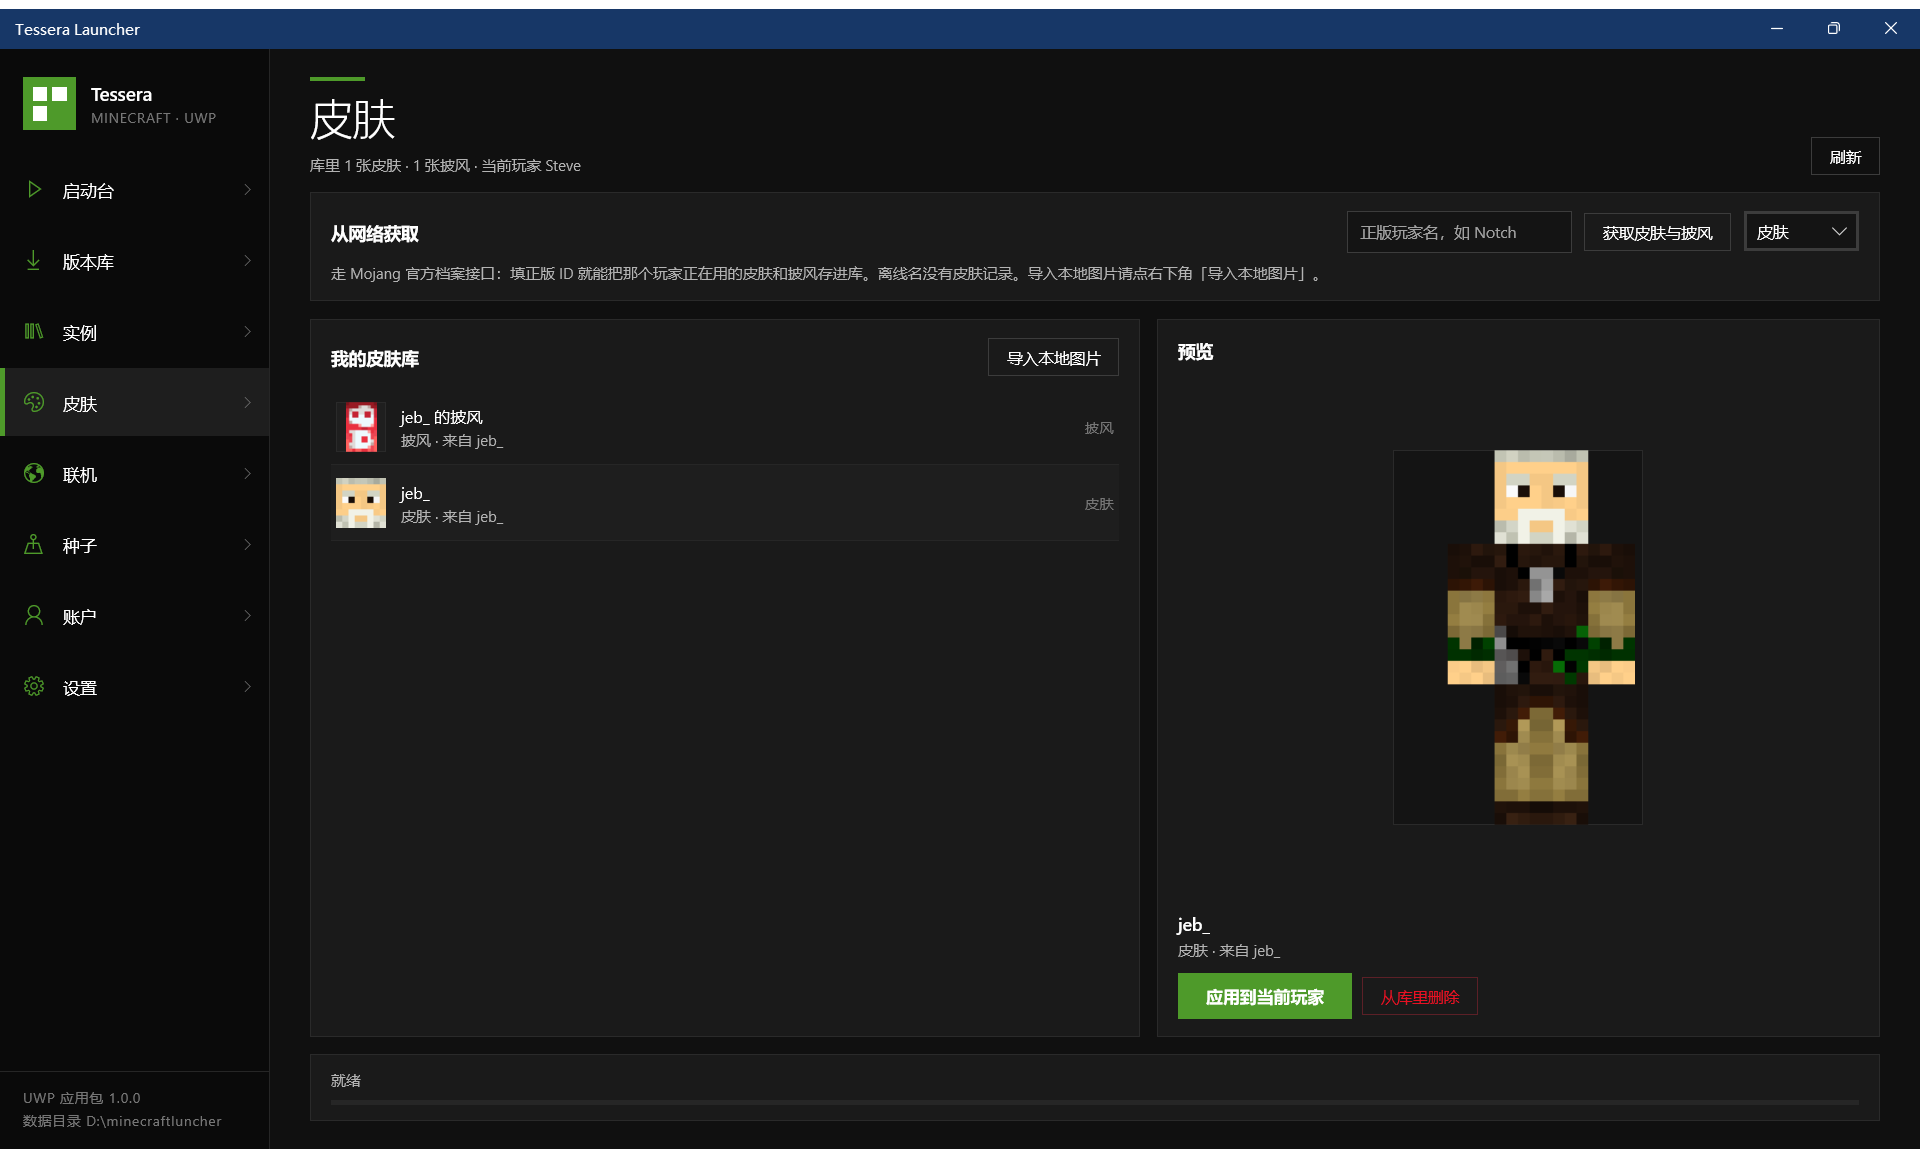 Tessera Launcher
Tessera
MINECRAFT · UWP
启动台
版本库
实例
皮肤
联机
种子
账户
设置
UWP 应用包 1.0.0
数据目录 D:\minecraftluncher
皮肤
库里 1 张皮肤 · 1 张披风 · 当前玩家 Steve
刷新
从网络获取
正版玩家名，如 Notch
获取皮肤与披风
皮肤
走 Mojang 官方档案接口：填正版 ID 就能把那个玩家正在用的皮肤和披风存进库。离线名没有皮肤记录。导入本地图片请点右下角「导入本地图片」。
我的皮肤库
导入本地图片
jeb_ 的披风
披风 · 来自 jeb_
披风
jeb_
皮肤 · 来自 jeb_
皮肤
预览
jeb_
皮肤 · 来自 jeb_
应用到当前玩家
从库里删除
就绪